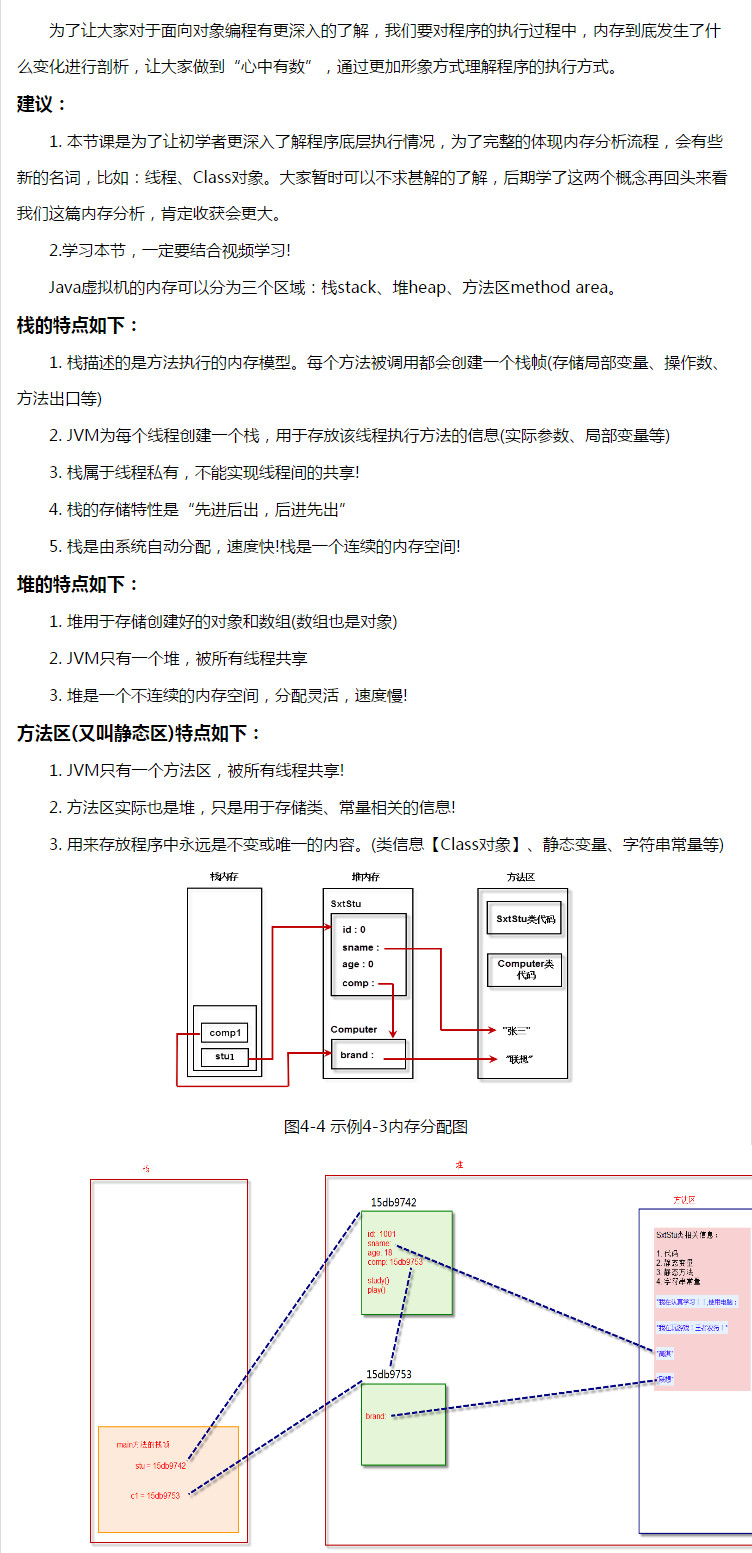 为了让大家对于面向对象编程有更深入的了解，我们要对程序的执行过程中，内存到底发生了什
么变化进行剖析，让大家做到“心中有数”，通过更加形象方式理解程序的执行方式。
建议：
1. 本节课是为了让初学者更深入了解程序底层执行情况，为了完整的体现内存分析流程，会有些
新的名词，比如：线程、Class对象。大家暂时可以不求甚解的了解，后期学了这两个概念再回头来看
我们这篇内存分析，肯定收获会更大。
2.学习本节，一定要结合视频学习!
Java虚拟机的内存可以分为三个区域：栈stack、堆heap、方法区method area。
栈的特点如下：
1. 栈描述的是方法执行的内存模型。每个方法被调用都会创建一个栈帧(存储局部变量、操作数、
方法出口等)
2. JVM为每个线程创建一个栈，用于存放该线程执行方法的信息(实际参数、局部变量等)
3. 栈属于线程私有，不能实现线程间的共享!
4. 栈的存储特性是“先进后出，后进先出”
5. 栈是由系统自动分配，速度快!栈是一个连续的内存空间!
堆的特点如下：
1. 堆用于存储创建好的对象和数组(数组也是对象)
2. JVM只有一个堆，被所有线程共享
3. 堆是一个不连续的内存空间，分配灵活，速度慢!
方法区(又叫静态区)特点如下：
1. JVM只有一个方法区，被所有线程共享!
2. 方法区实际也是堆，只是用于存储类、常量相关的信息!
3. 用来存放程序中永远是不变或唯一的内容。(类信息【Class对象】、静态变量、字符串常量等)
栈内存
comp1
stu1
堆内存
SxtStu
id : 0
sname :
age : 0
comp :
Computer
brand :
方法区
SxtStu类代码
Computer类
代码
"张三"
"联想"
图4-4 示例4-3内存分配图
main方法的栈帧
stu = 15db9742
c1 = 15db9753
堆
15db9742
id: 1001
sname:
age: 18
comp: 15db9753
study()
play()
15db9753
brand:
方法区
SxtStu类相关信息：
1. 代码
2. 静态变量
3. 静态方法
4. 字符串常量
"高淇"
"联想"